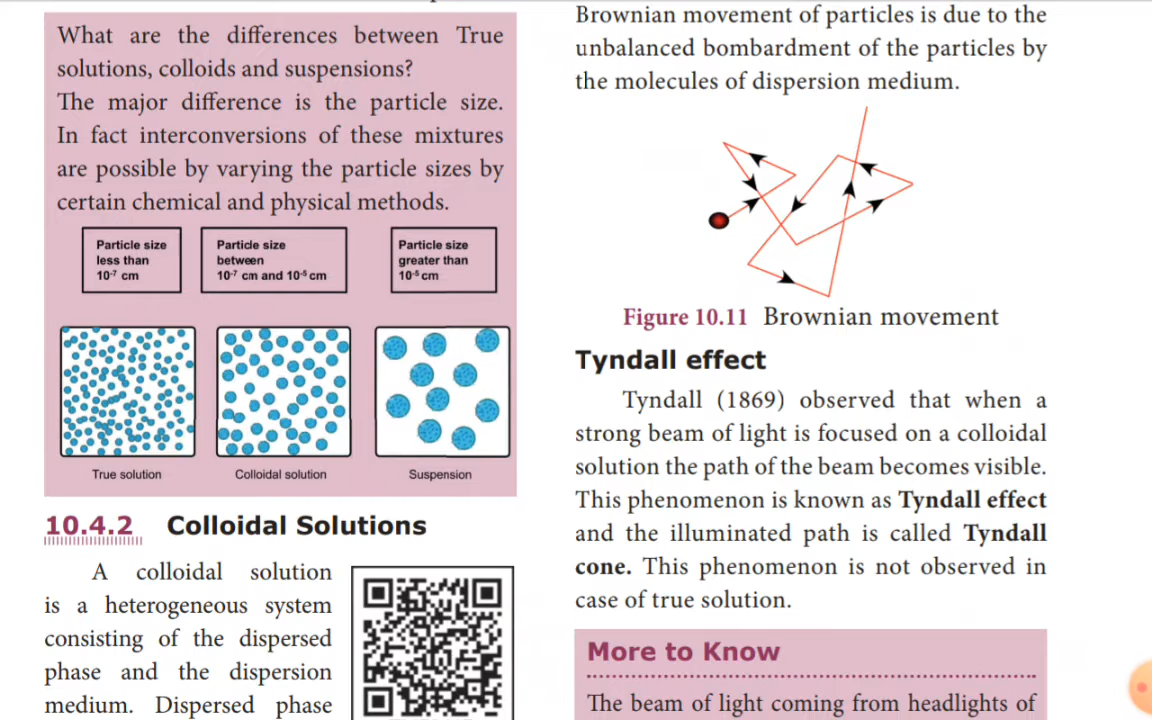 What are the differences between True
solutions, colloids and suspensions?
The major difference is the particle size.
In fact interconversions of these mixtures
are possible by varying the particle sizes by
certain chemical and physical methods.
Particle size
less than
10⁻⁷ cm
Particle size
between
10⁻⁷ cm and 10⁻⁵ cm
Particle size
greater than
10⁻⁵ cm
True solution
Colloidal solution
Suspension
10.4.2 Colloidal Solutions
A colloidal solution
is a heterogeneous system
consisting of the dispersed
phase and the dispersion
medium. Dispersed phase
Brownian movement of particles is due to the
unbalanced bombardment of the particles by
the molecules of dispersion medium.
Figure 10.11 Brownian movement
Tyndall effect
Tyndall (1869) observed that when a
strong beam of light is focused on a colloidal
solution the path of the beam becomes visible.
This phenomenon is known as Tyndall effect
and the illuminated path is called Tyndall
cone. This phenomenon is not observed in
case of true solution.
More to Know
The beam of light coming from headlights of